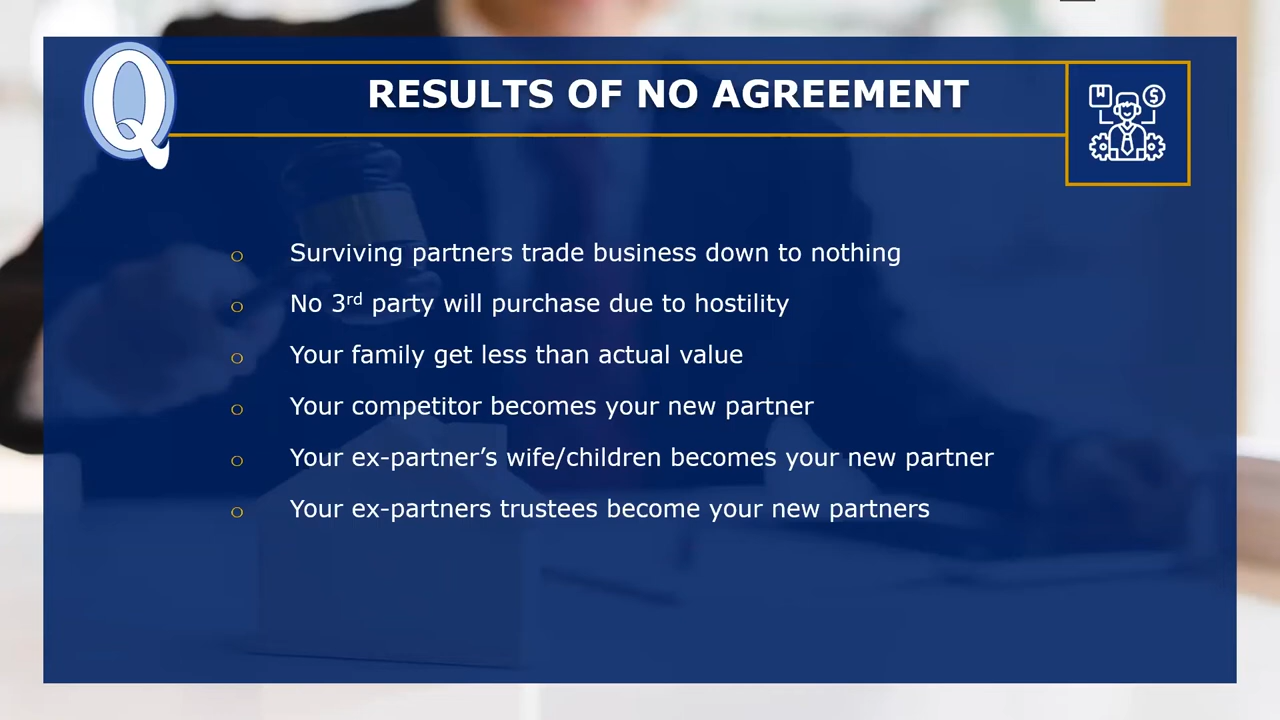 Q
RESULTS OF NO AGREEMENT
$
o Surviving partners trade business down to nothing
o No 3rd party will purchase due to hostility
o Your family get less than actual value
o Your competitor becomes your new partner
o Your ex-partner’s wife/children becomes your new partner
o Your ex-partners trustees become your new partners